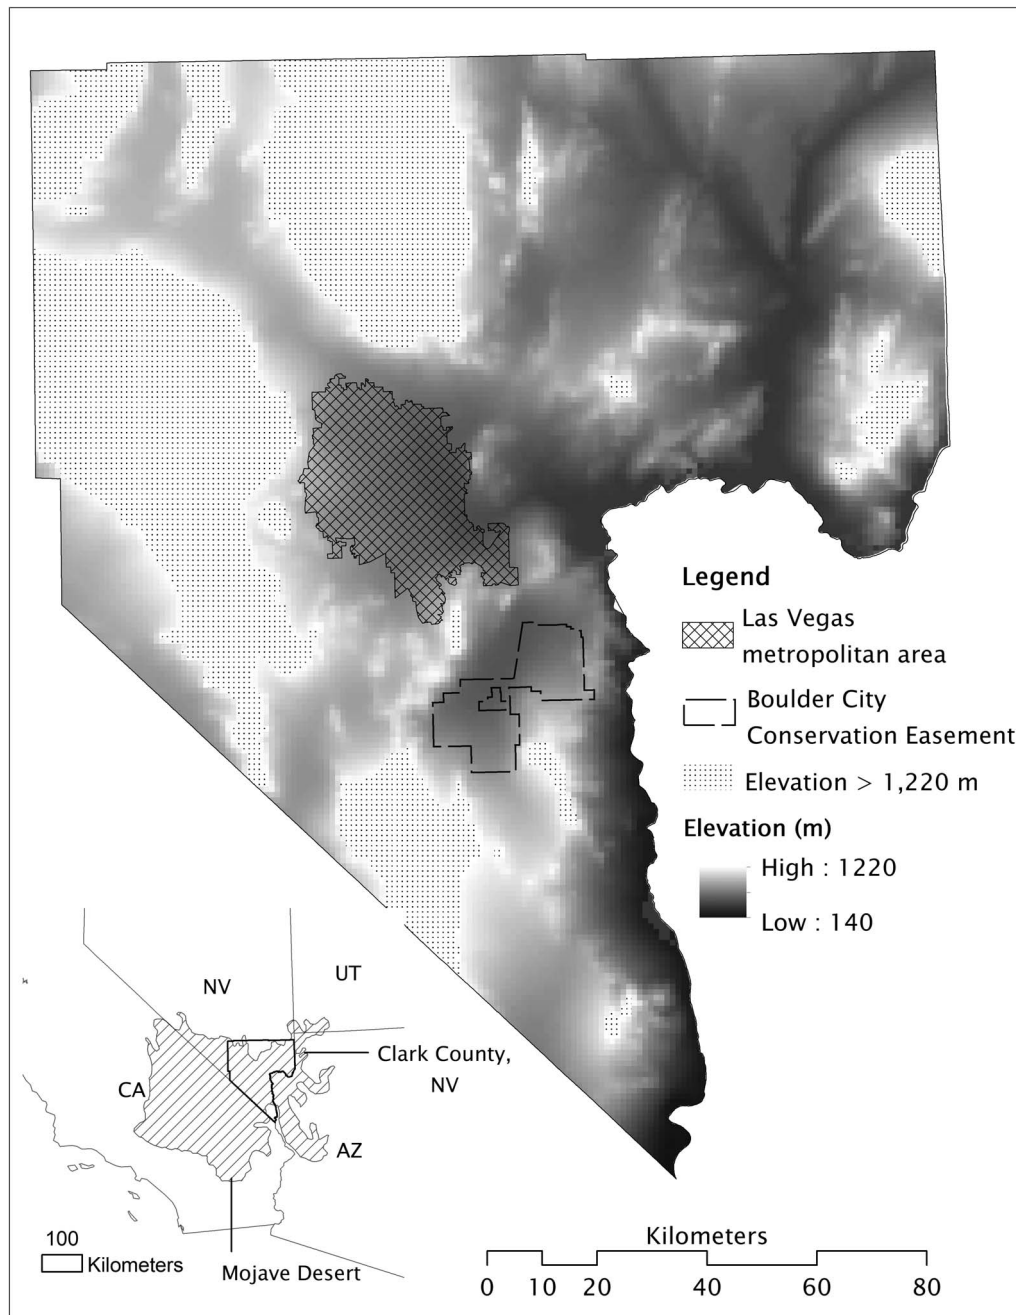 Legend
Las Vegas
metropolitan area
Boulder City
Conservation Easement
Elevation > 1,220 m
Elevation (m)
High : 1220
Low : 140
NV
UT
Clark County,
NV
CA
AZ
100
Kilometers
Mojave Desert
Kilometers
0 10 20 40 60 80